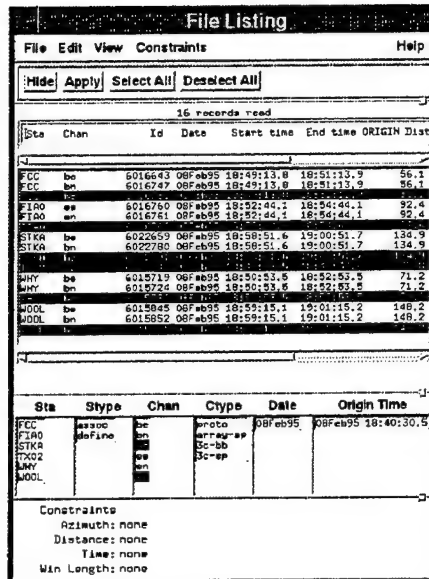 File Listing
File Edit View Constraints Help
Hide Apply Select All Deselect All
16 records read
Sta Chan Id Date Start time End time ORIGIN Dist
FCC be 6016643 08Feb95 18:49:13.8 18:51:13.9 56.1
FCC bn 6016747 08Feb95 18:49:13.8 18:51:13.9 56.1
FIAO es 6016760 08Feb95 18:52:44.1 18:54:44.1 92.4
FIAO en 6016761 08Feb95 18:52:44.1 18:54:44.1 92.4
STKA be 6022659 08Feb95 18:58:51.6 19:00:51.7 134.9
STKA bn 6022780 08Feb95 18:58:51.6 19:00:51.7 134.9
WHY be 6015719 08Feb95 18:50:53.5 18:52:53.5 71.2
WHY bn 6015724 08Feb95 18:50:53.5 18:52:53.5 71.2
WOOL be 6015845 08Feb95 18:59:15.1 19:01:15.2 148.2
WOOL bn 6015852 08Feb95 18:59:15.1 19:01:15.2 148.2
Sta Stype Chan Ctype Date Origin Time
FCC assoc be proto 08Feb95 08Feb95 18:40:30.5
FIAO define bn array-sp
STKA 3c-bb
TXO2 es 3c-sp
WHY en
WOOL
Constraints
Azimuth: none
Distance: none
Time: none
Win Length: none